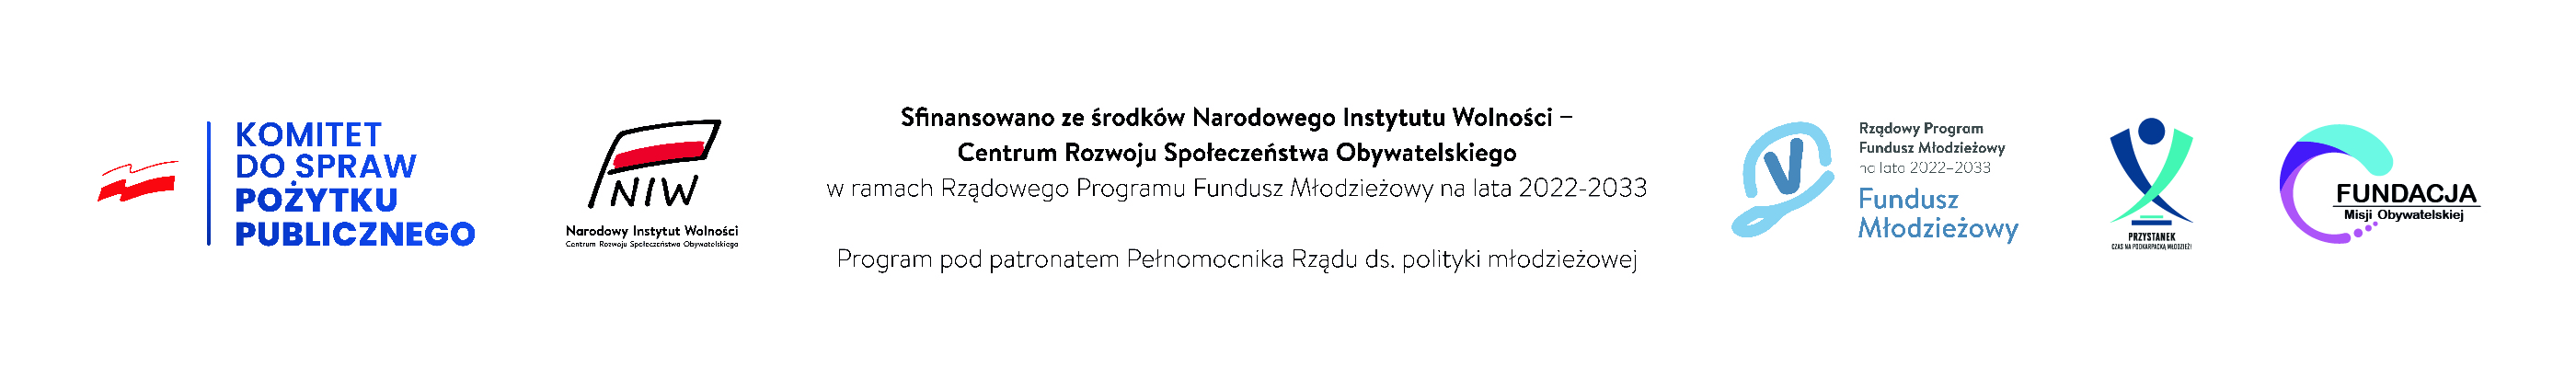 KOMITET
DO SPRAW
POŻYTKU
PUBLICZNEGO
NIW
Narodowy Instytut Wolności
Centrum Rozwoju Społeczeństwa Obywatelskiego
Sfinansowano ze środków Narodowego Instytutu Wolności –
Centrum Rozwoju Społeczeństwa Obywatelskiego
w ramach Rządowego Programu Fundusz Młodzieżowy na lata 2022-2033
Program pod patronatem Pełnomocnika Rządu ds. polityki młodzieżowej
Rządowy Program
Fundusz Młodzieżowy
na lata 2022–2033
Fundusz
Młodzieżowy
PRZYSTANEK
CZAS NA PODKARPACKĄ MŁODZIEŻ!
FUNDACJA
Misji Obywatelskiej